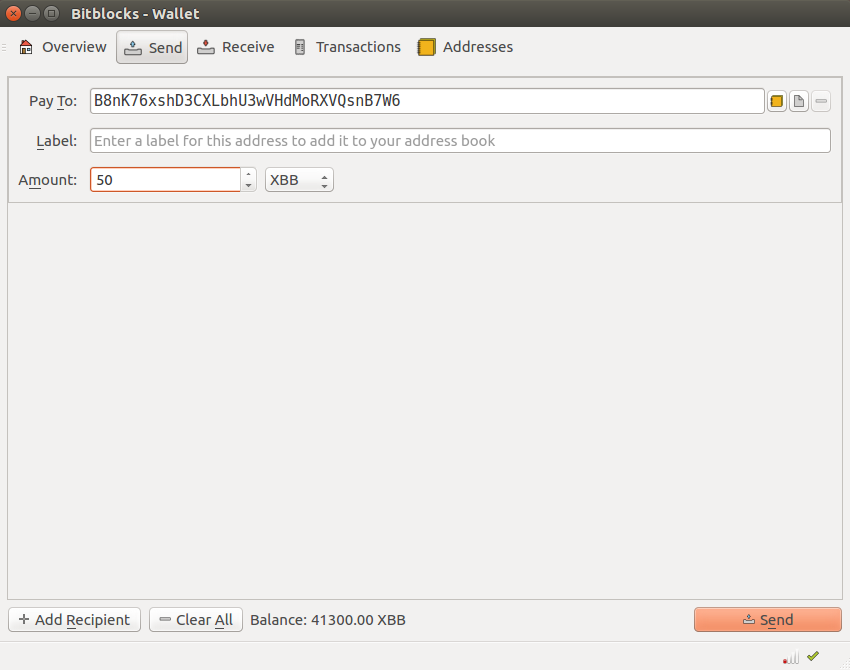 Bitblocks - Wallet
Overview Send Receive Transactions Addresses
Pay To: B8nK76xshD3CXLbhU3wVHdMoRXVQsnB7W6
Label: Enter a label for this address to add it to your address book
Amount: 50 XBB
Add Recipient Clear All Balance: 41300.00 XBB Send